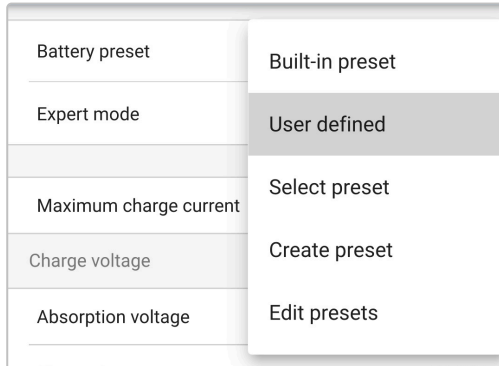 Battery preset
Expert mode
Maximum charge current
Charge voltage
Absorption voltage
Built-in preset
User defined
Select preset
Create preset
Edit presets